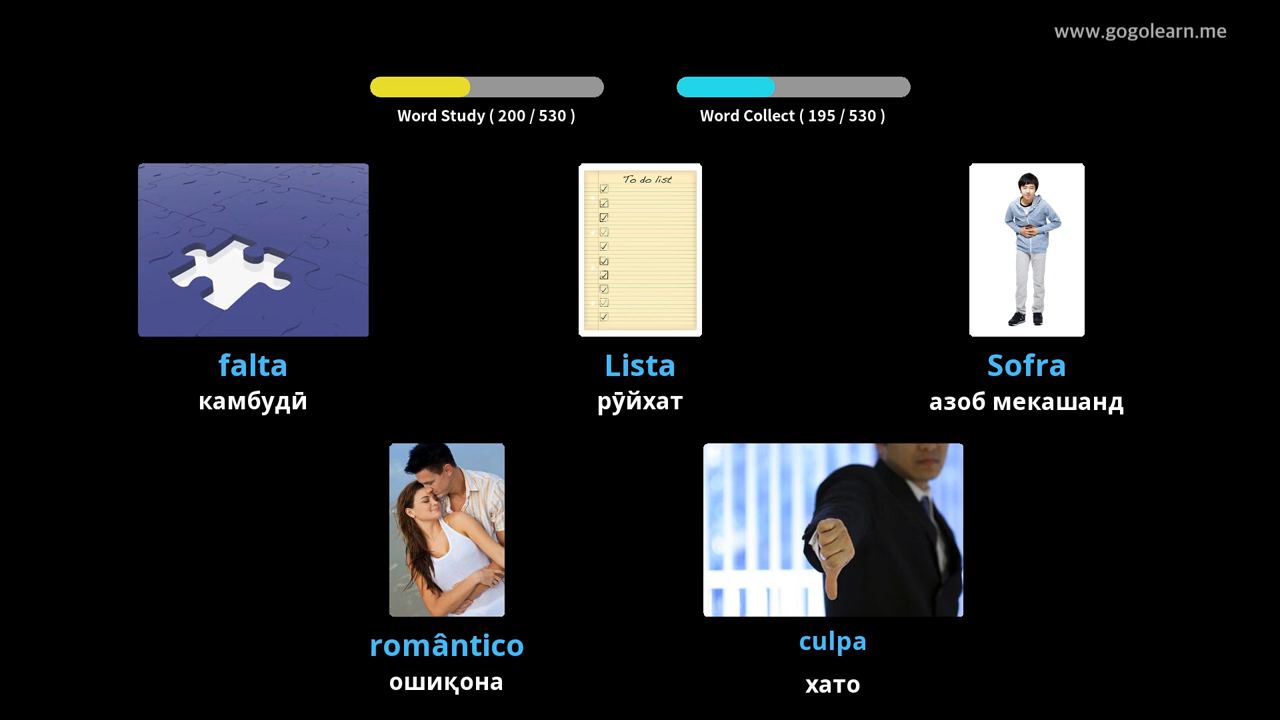 www.gogolearn.me
Word Study ( 200 / 530 )
Word Collect ( 195 / 530 )
To do list
falta
камбудӣ
Lista
рӯйхат
Sofra
азоб мекашанд
romântico
ошиқона
culpa
хато